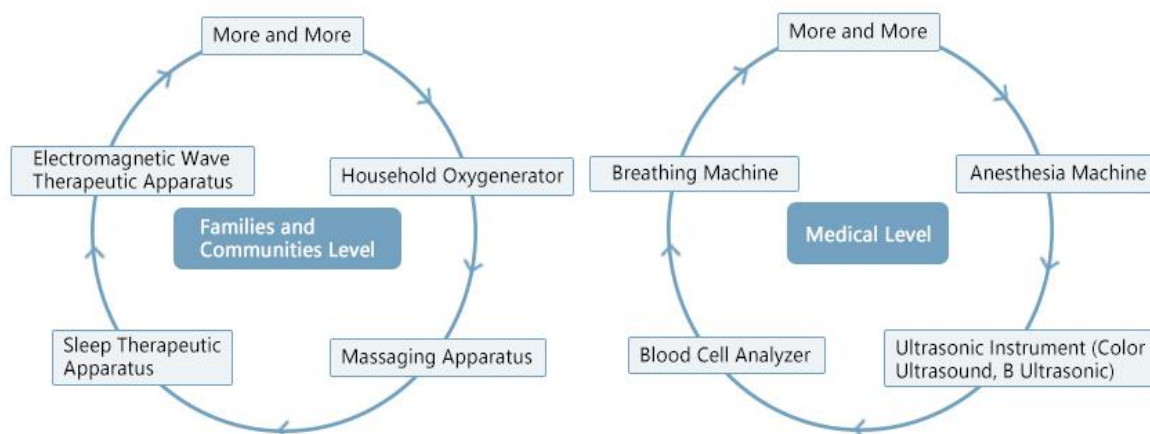 More and More
Household Oxygenerator
Massaging Apparatus
Sleep Therapeutic
Apparatus
Electromagnetic Wave
Therapeutic Apparatus
Families and
Communities Level
More and More
Anesthesia Machine
Ultrasonic Instrument (Color
Ultrasound, B Ultrasonic)
Blood Cell Analyzer
Breathing Machine
Medical Level